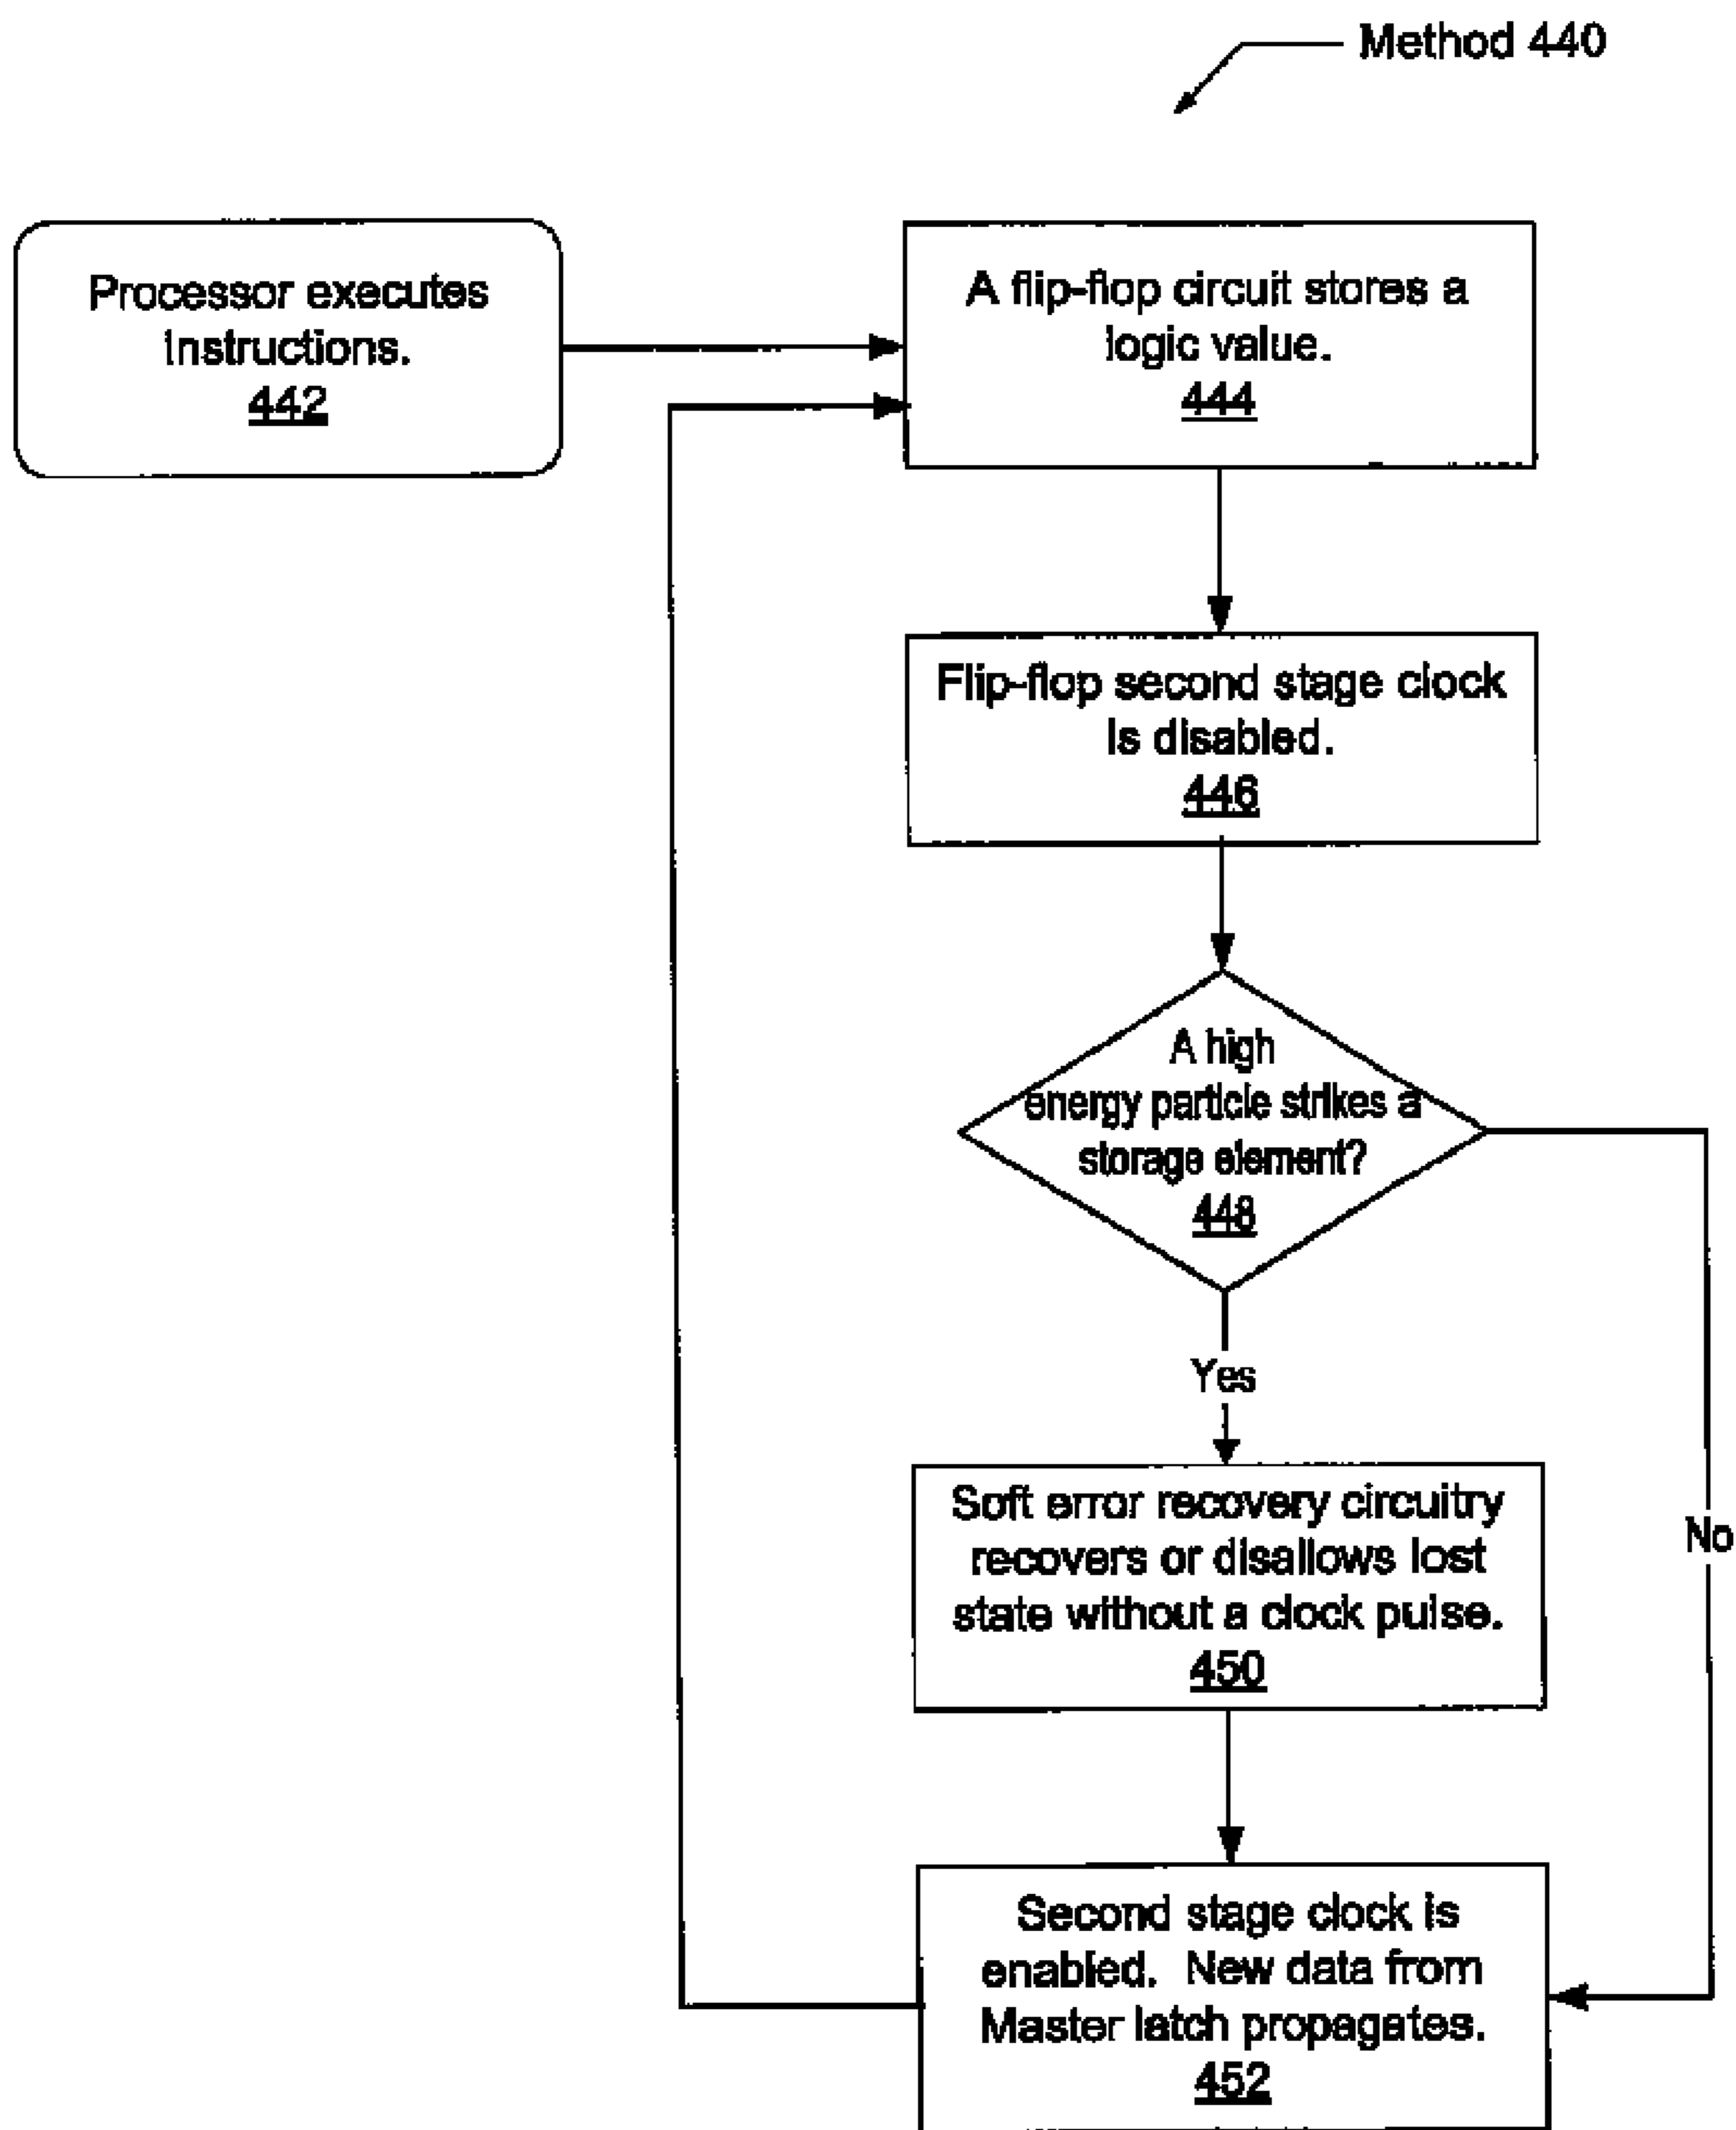 Method 440
Processor executes
instructions.
442
A flip-flop circuit stores a
logic value.
444
Flip-flop second stage clock
is disabled.
446
A high
energy particle strikes a
storage element?
448
Yes
No
Soft error recovery circuitry
recovers or disallows lost
state without a clock pulse.
450
Second stage clock is
enabled. New data from
Master latch propagates.
452